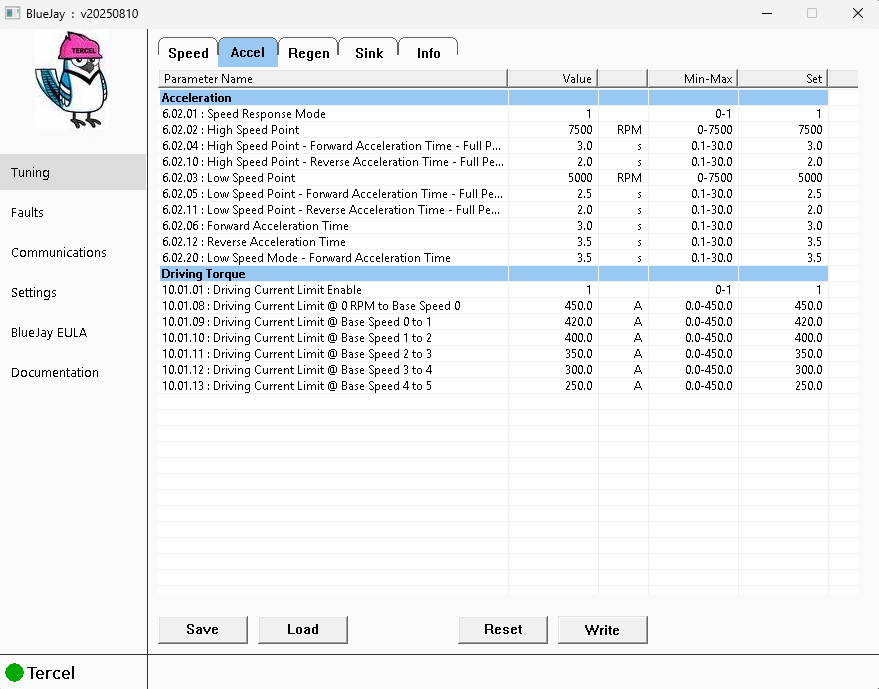 BlueJay : v20250810
TERCEL
Speed Accel Regen Sink Info
Parameter Name Value Min-Max Set
Acceleration
6.02.01 : Speed Response Mode 1 0-1 1
6.02.02 : High Speed Point 7500 RPM 0-7500 7500
6.02.04 : High Speed Point - Forward Acceleration Time - Full P... 3.0 s 0.1-30.0 3.0
6.02.10 : High Speed Point - Reverse Acceleration Time - Full Pe... 2.0 s 0.1-30.0 2.0
6.02.03 : Low Speed Point 5000 RPM 0-7500 5000
6.02.05 : Low Speed Point - Forward Acceleration Time - Full Pe... 2.5 s 0.1-30.0 2.5
6.02.11 : Low Speed Point - Reverse Acceleration Time - Full Pe... 2.0 s 0.1-30.0 2.0
6.02.06 : Forward Acceleration Time 3.0 s 0.1-30.0 3.0
6.02.12 : Reverse Acceleration Time 3.5 s 0.1-30.0 3.5
6.02.20 : Low Speed Mode - Forward Acceleration Time 3.5 s 0.1-30.0 3.5
Driving Torque
10.01.01 : Driving Current Limit Enable 1 0-1 1
10.01.08 : Driving Current Limit @ 0 RPM to Base Speed 0 450.0 A 0.0-450.0 450.0
10.01.09 : Driving Current Limit @ Base Speed 0 to 1 420.0 A 0.0-450.0 420.0
10.01.10 : Driving Current Limit @ Base Speed 1 to 2 400.0 A 0.0-450.0 400.0
10.01.11 : Driving Current Limit @ Base Speed 2 to 3 350.0 A 0.0-450.0 350.0
10.01.12 : Driving Current Limit @ Base Speed 3 to 4 300.0 A 0.0-450.0 300.0
10.01.13 : Driving Current Limit @ Base Speed 4 to 5 250.0 A 0.0-450.0 250.0
Tuning
Faults
Communications
Settings
BlueJay EULA
Documentation
Save Load Reset Write
Tercel